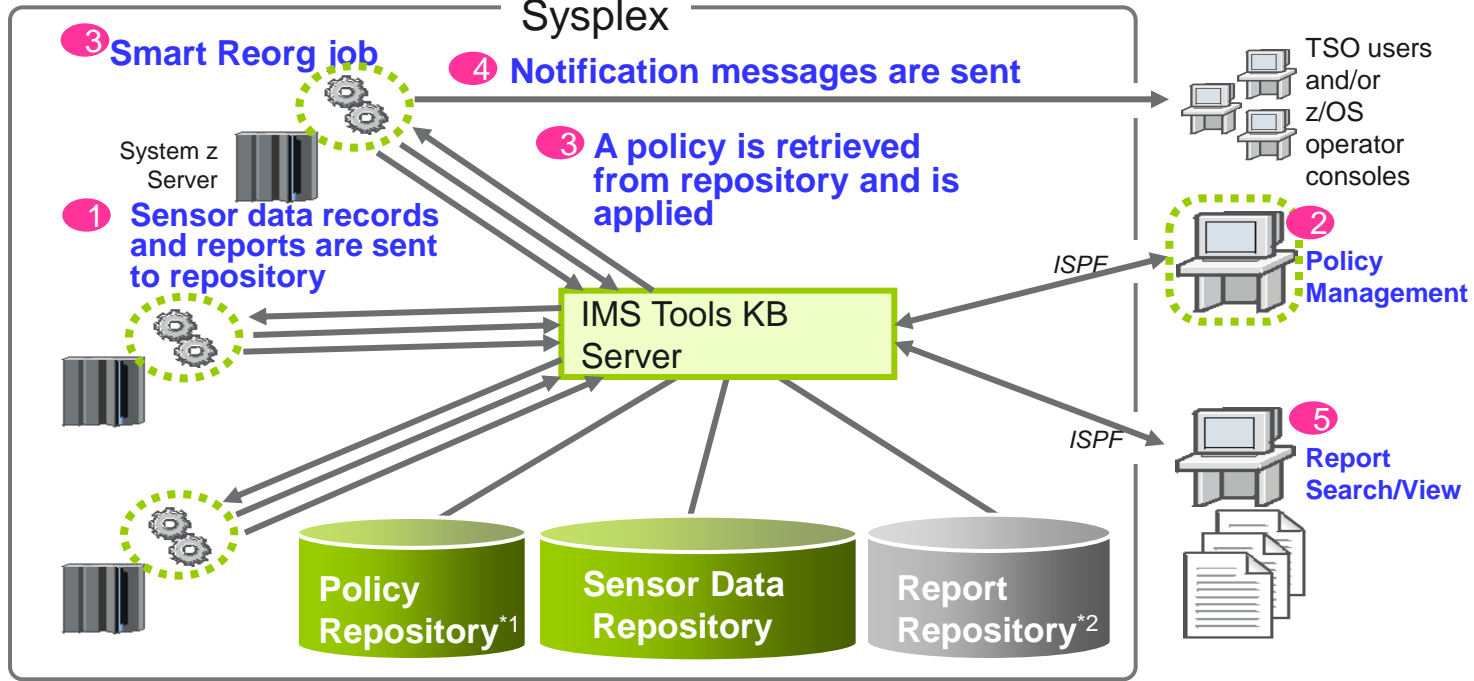 Sysplex
3 Smart Reorg job
4 Notification messages are sent
TSO users
and/or
z/OS
operator
consoles
System z
Server
3 A policy is retrieved
from repository and is
applied
1 Sensor data records
and reports are sent
to repository
ISPF
2
Policy
Management
IMS Tools KB
Server
ISPF
5
Report
Search/View
Policy
Repository*1
Sensor Data
Repository
Report
Repository*2